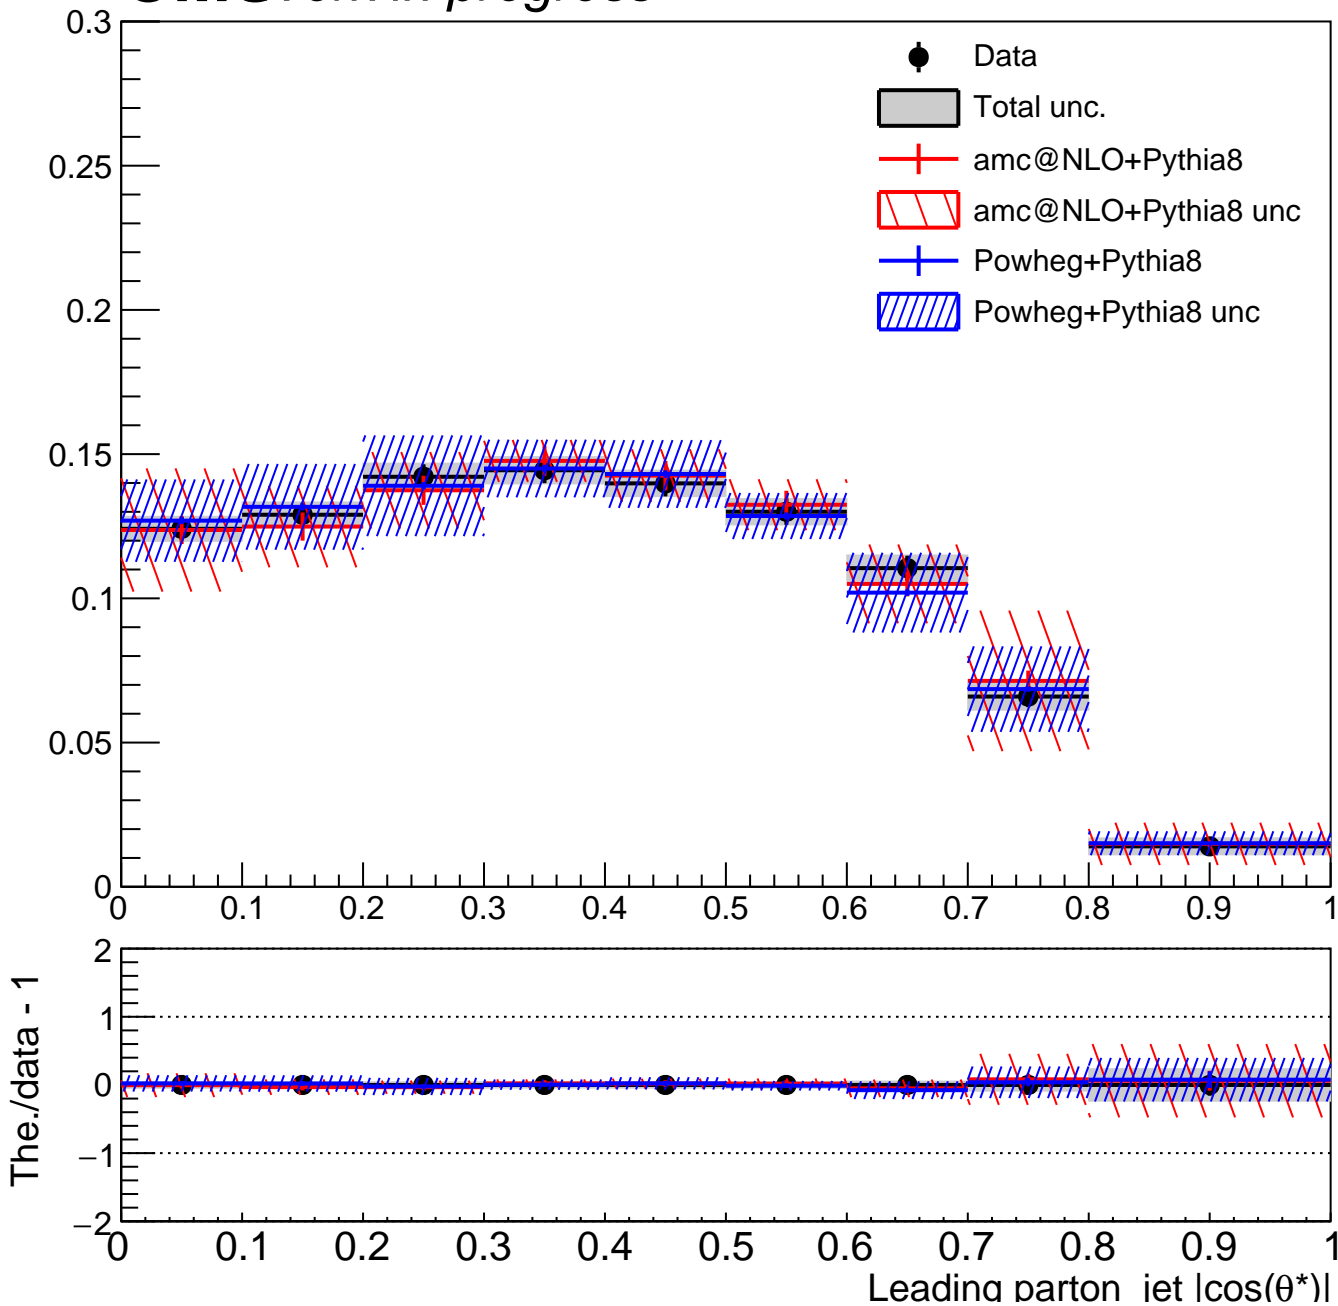 0.3
0.25
0.2
0.15
0.1
0.05
0
Data
Total unc.
amc@NLO+Pythia8
amc@NLO+Pythia8 unc
Powheg+Pythia8
Powheg+Pythia8 unc
0 0.1 0.2 0.3 0.4 0.5 0.6 0.7 0.8 0.9 1
The./data - 1
2
1
0
−1
−2
0 0.1 0.2 0.3 0.4 0.5 0.6 0.7 0.8 0.9 1
Leading parton jet |cos(θ*)|